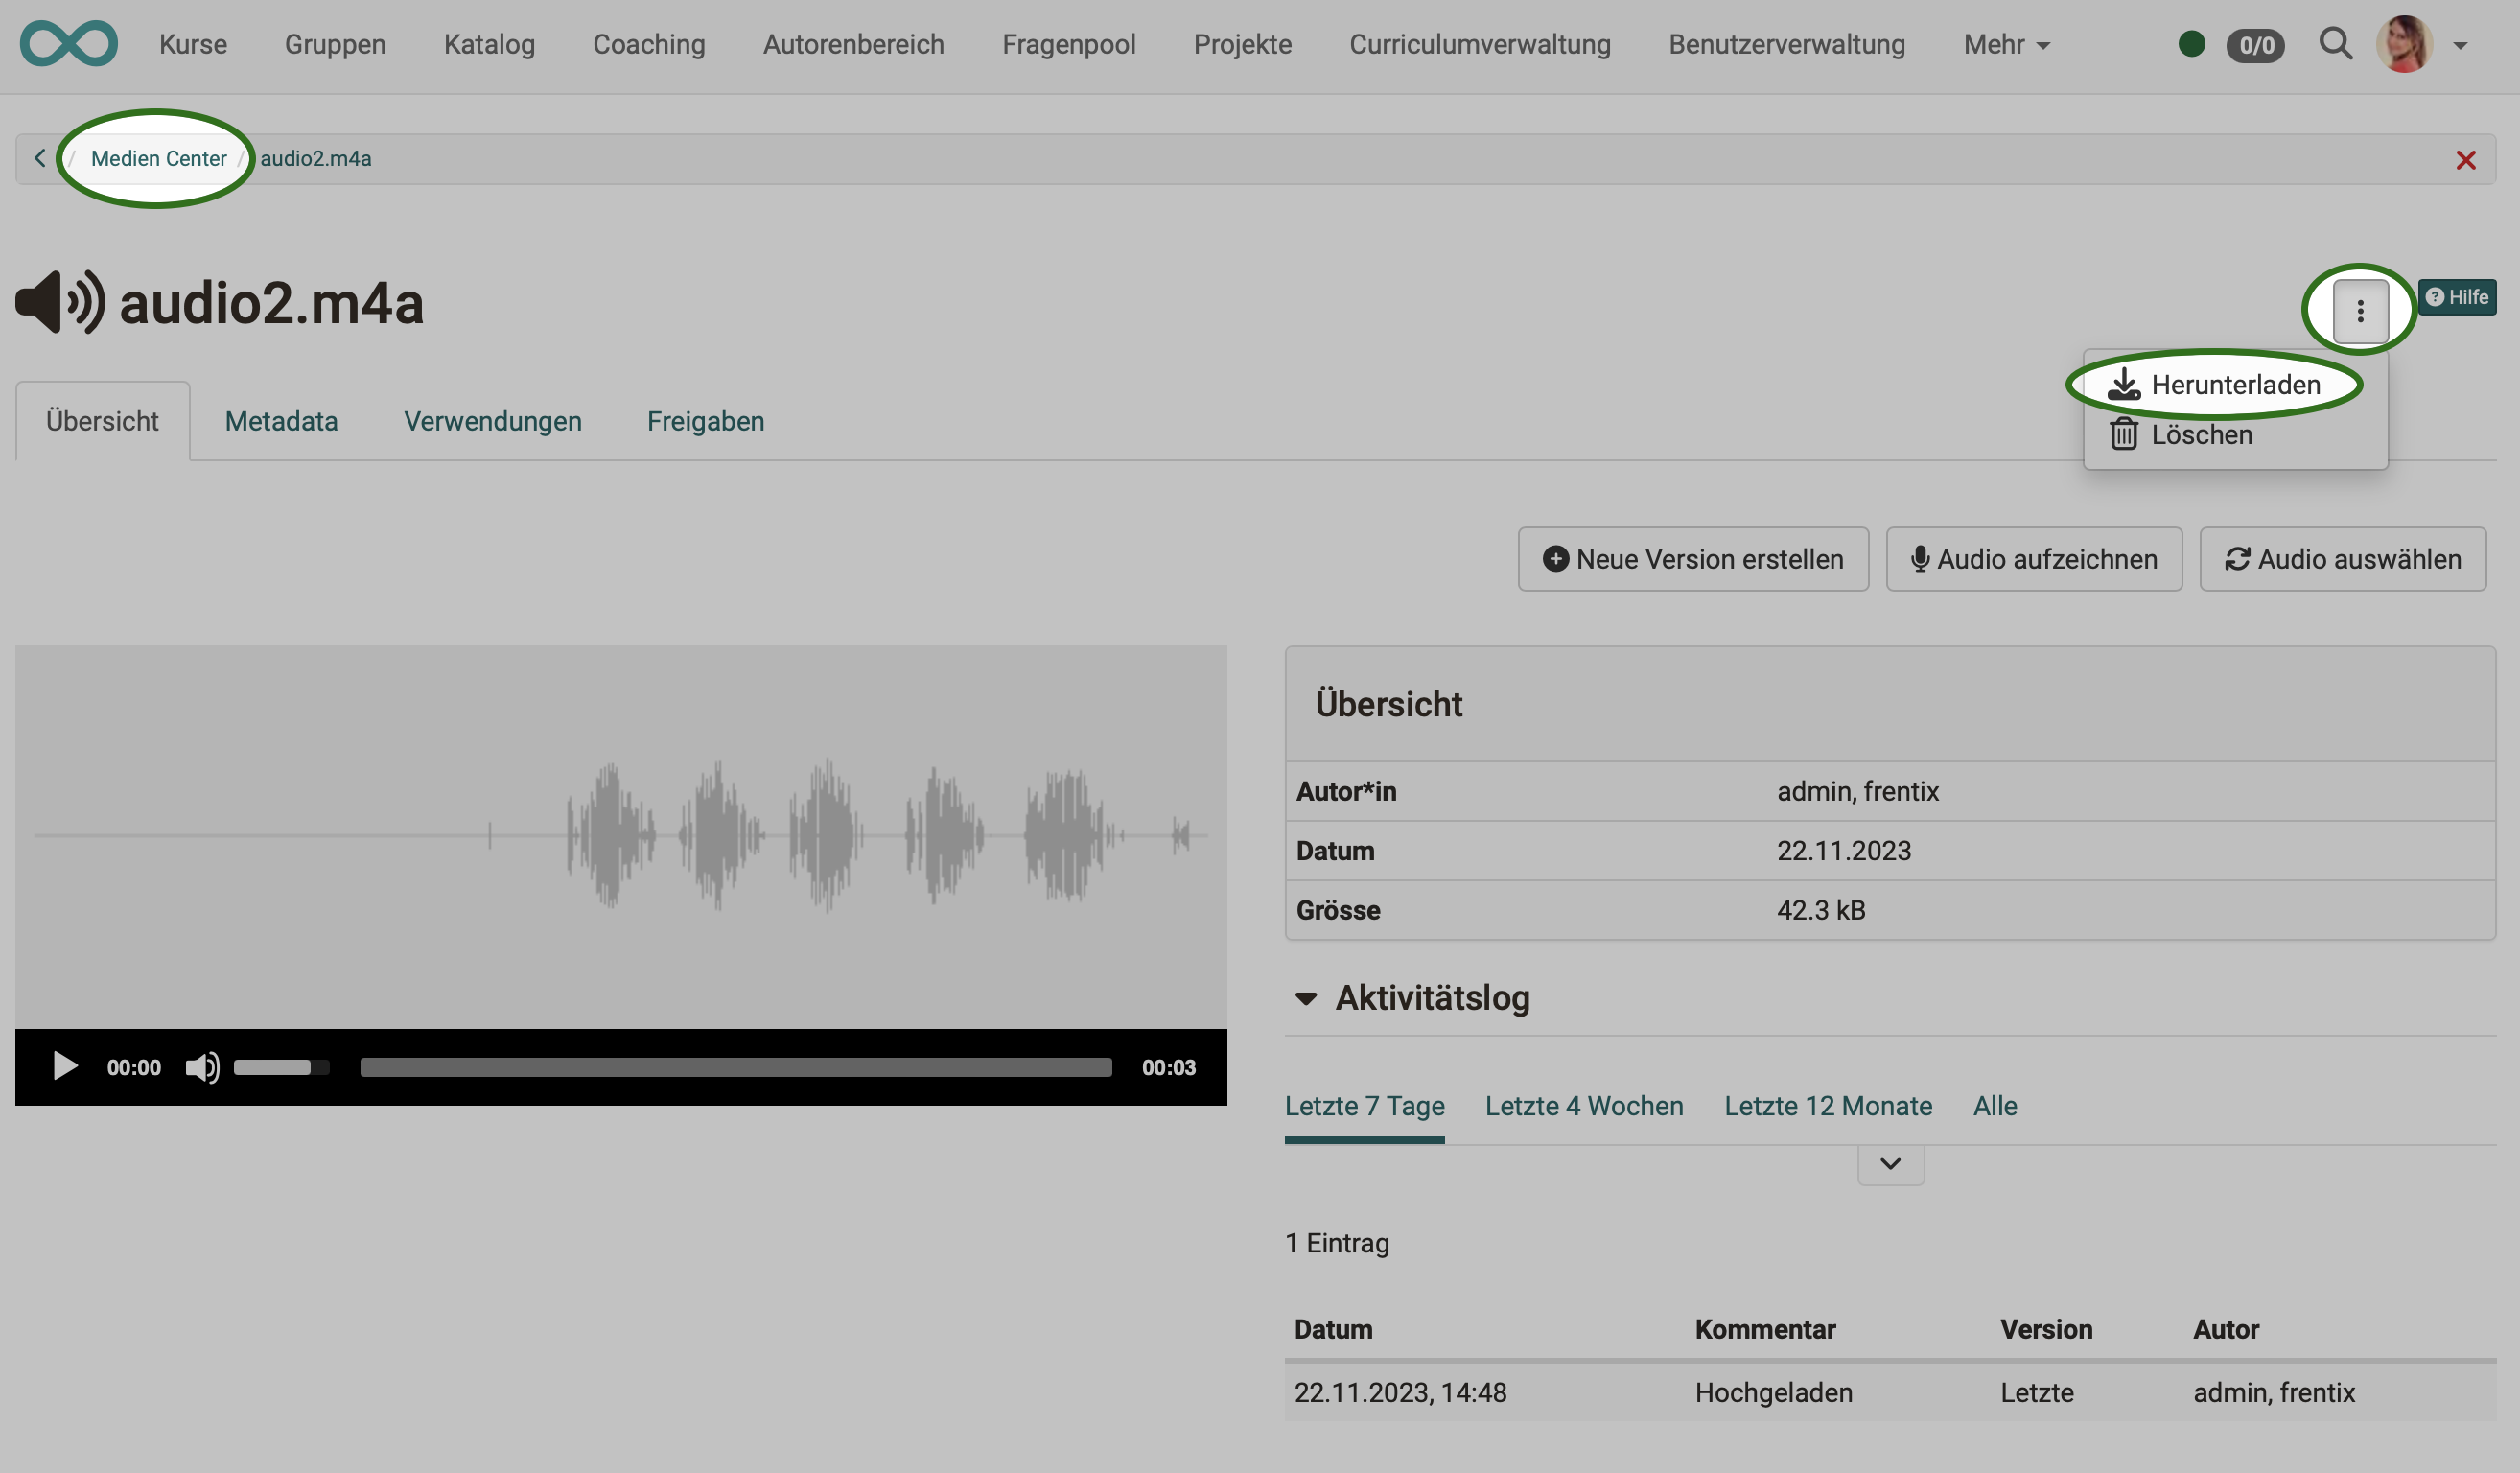 Kurse Gruppen Katalog Coaching Autorenbereich Fragenpool Projekte Curriculumverwaltung Benutzerverwaltung Mehr 0/0
/ Medien Center / audio2.m4a
audio2.m4a
Hilfe
Herunterladen
Löschen
Übersicht Metadata Verwendungen Freigaben
Neue Version erstellen Audio aufzeichnen Audio auswählen
Übersicht
Autor*in admin, frentix
Datum 22.11.2023
Grösse 42.3 kB
Aktivitätslog
00:00 00:03
Letzte 7 Tage Letzte 4 Wochen Letzte 12 Monate Alle
1 Eintrag
Datum Kommentar Version Autor
22.11.2023, 14:48 Hochgeladen Letzte admin, frentix